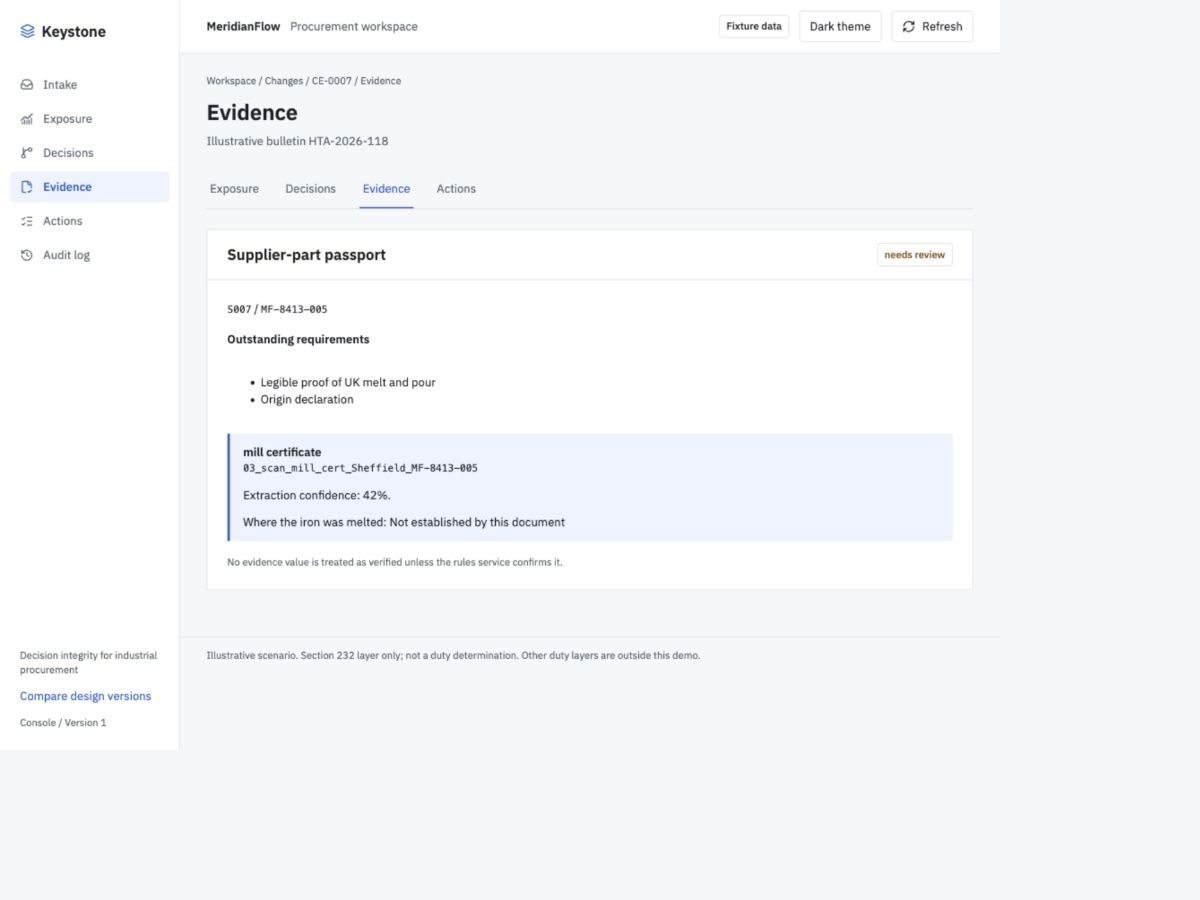 Keystone
MeridianFlow Procurement workspace
Fixture data
Dark theme
Refresh
Intake
Exposure
Decisions
Evidence
Actions
Audit log
Workspace / Changes / CE-0007 / Evidence
Evidence
Illustrative bulletin HTA-2026-118
Exposure Decisions Evidence Actions
Supplier-part passport
needs review
S007 / MF-8413-005
Outstanding requirements
• Legible proof of UK melt and pour
• Origin declaration
mill certificate
03_scan_mill_cert_Sheffield_MF-8413-005
Extraction confidence: 42%.
Where the iron was melted: Not established by this document
No evidence value is treated as verified unless the rules service confirms it.
Decision integrity for industrial
procurement
Compare design versions
Console / Version 1
Illustrative scenario. Section 232 layer only; not a duty determination. Other duty layers are outside this demo.